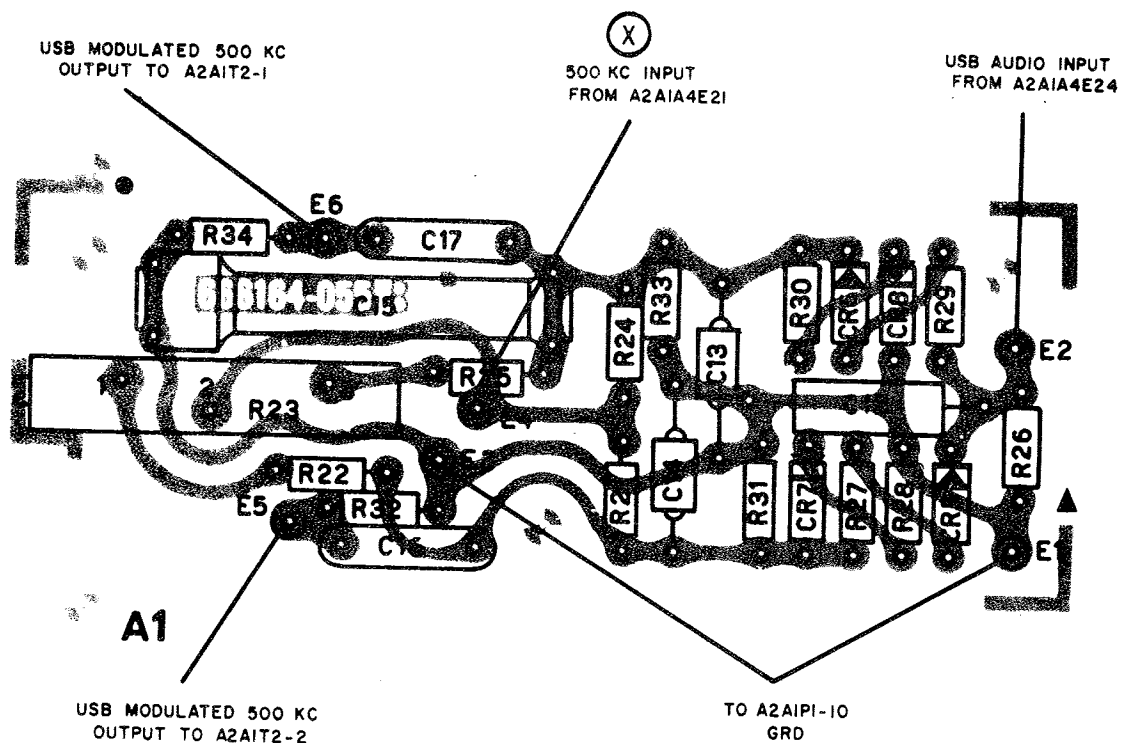 USB MODULATED 500 KC
OUTPUT TO A2A1T2-1
X
500 KC INPUT
FROM A2A1A4E21
USB AUDIO INPUT
FROM A2A1A4E24
E6
R34
C17
C15
R33
R24
C13
R30
CR8
R29
E2
1
2
R23
R26
R22
E5
R32
R31
CR7
R27
R28
E1
A1
USB MODULATED 500 KC
OUTPUT TO A2A1T2-2
TO A2A1P1-10
GRD